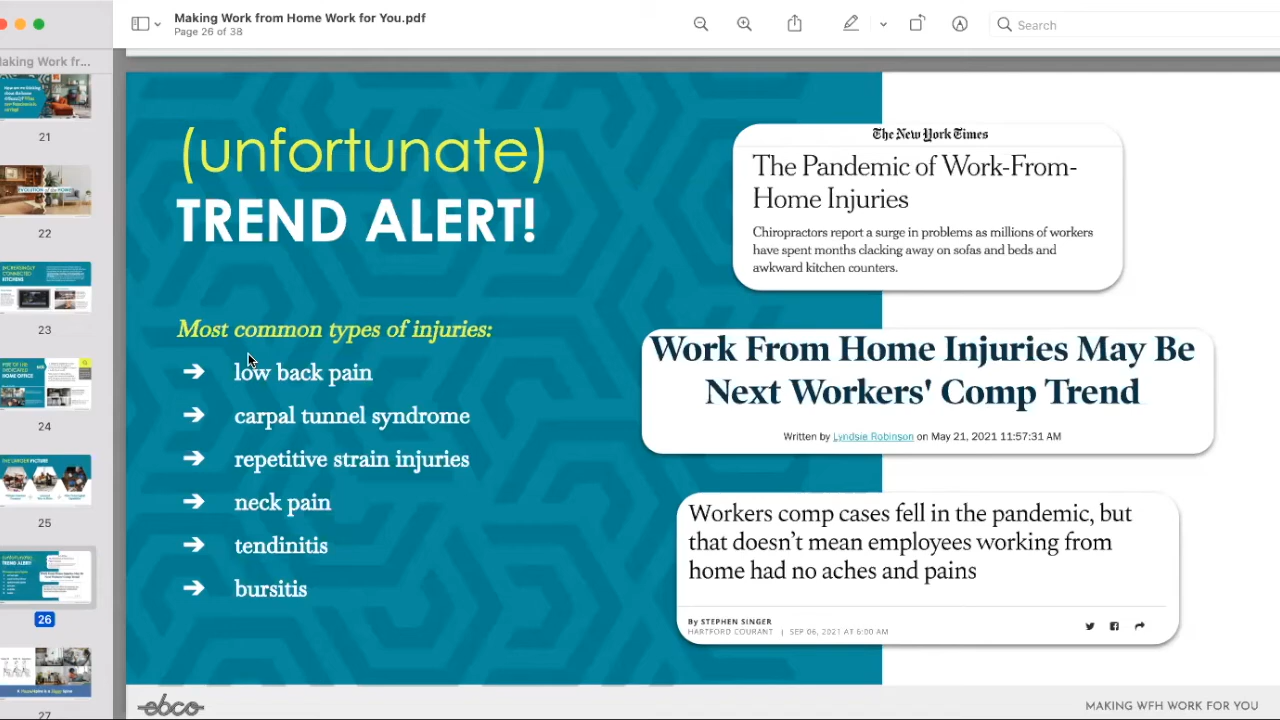 Making Work from Home Work for You.pdf
Page 26 of 38
Search
aking Work fr...
21
EVOLUTION of the HOME
22
INCREASINGLY
CONNECTED
KITCHENS
23
24
25
26
27
(unfortunate)
TREND ALERT!
Most common types of injuries:
➔ low back pain
➔ carpal tunnel syndrome
➔ repetitive strain injuries
➔ neck pain
➔ tendinitis
➔ bursitis
The New York Times
The Pandemic of Work-From-
Home Injuries
Chiropractors report a surge in problems as millions of workers
have spent months clacking away on sofas and beds and
awkward kitchen counters.
Work From Home Injuries May Be
Next Workers' Comp Trend
Written by Lyndsie Robinson on May 21, 2021 11:57:31 AM
Workers comp cases fell in the pandemic, but
that doesn't mean employees working from
home had no aches and pains
By STEPHEN SINGER
HARTFORD COURANT | SEP 06, 2021 AT 6:00 AM
ebco
MAKING WFH WORK FOR YOU